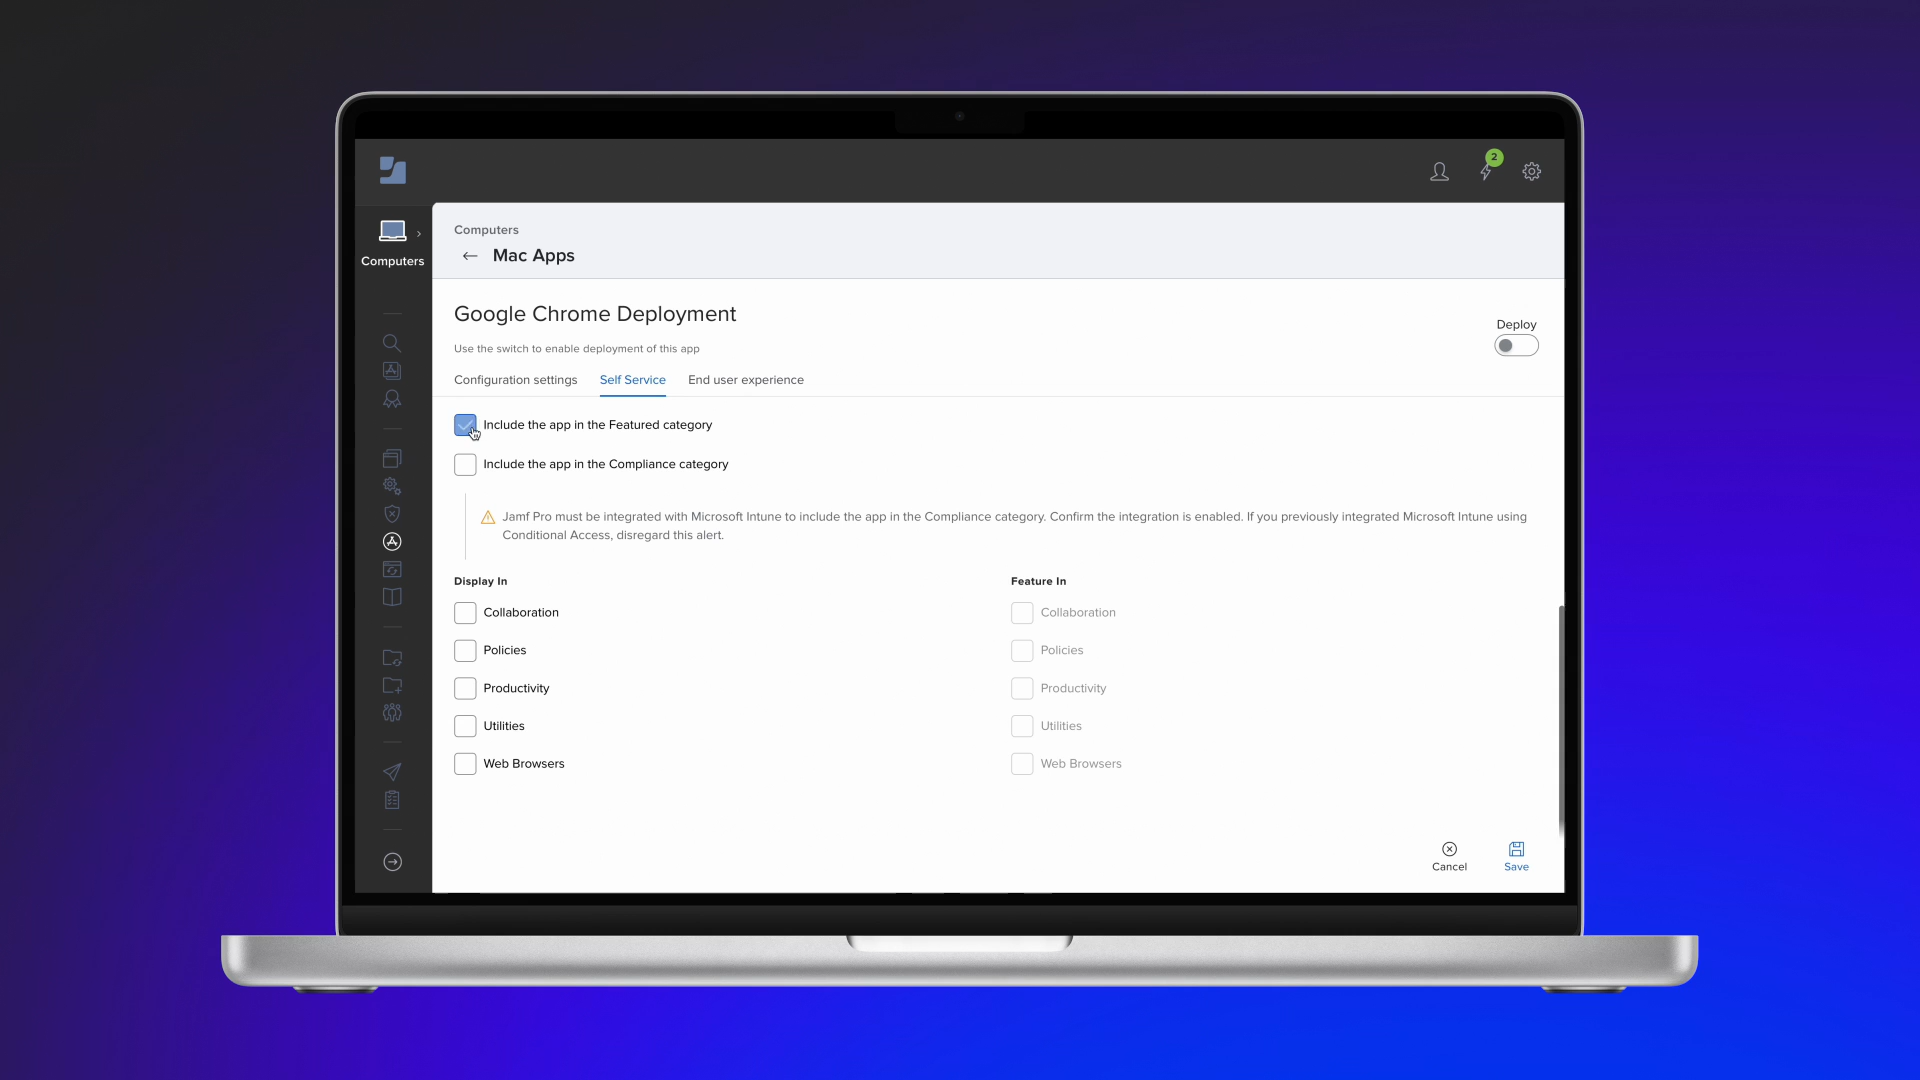 2
Computers
Computers
Mac Apps
Google Chrome Deployment
Deploy
Use the switch to enable deployment of this app
Configuration settings Self Service End user experience
Include the app in the Featured category
Include the app in the Compliance category
Jamf Pro must be integrated with Microsoft Intune to include the app in the Compliance category. Confirm the integration is enabled. If you previously integrated Microsoft Intune using
Conditional Access, disregard this alert.
Display In
Collaboration
Policies
Productivity
Utilities
Web Browsers
Feature In
Collaboration
Policies
Productivity
Utilities
Web Browsers
Cancel Save